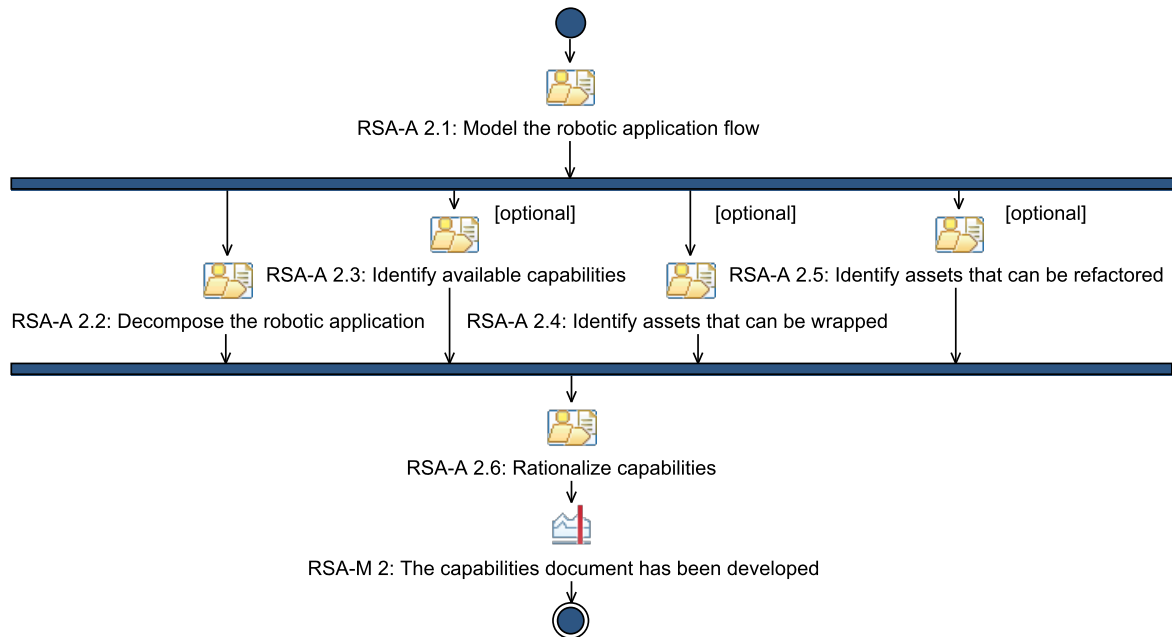 RSA-A 2.1: Model the robotic application flow
[optional]
[optional]
[optional]
RSA-A 2.3: Identify available capabilities
RSA-A 2.5: Identify assets that can be refactored
RSA-A 2.2: Decompose the robotic application
RSA-A 2.4: Identify assets that can be wrapped
RSA-A 2.6: Rationalize capabilities
RSA-M 2: The capabilities document has been developed